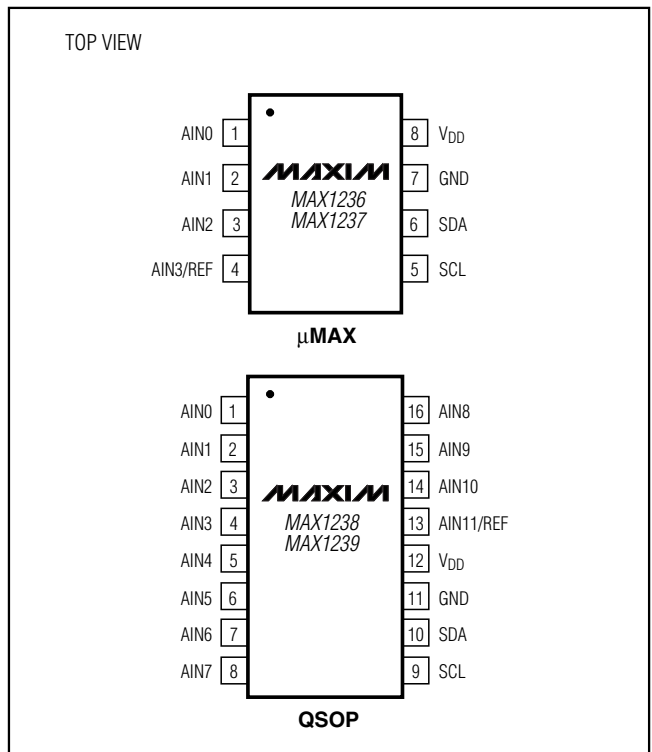 TOP VIEW
AIN0 1 8 VDD
AIN1 2 MAXIM 7 GND
MAX1236
MAX1237
AIN2 3 6 SDA
AIN3/REF 4 5 SCL
μMAX
AIN0 1 16 AIN8
AIN1 2 15 AIN9
AIN2 3 MAXIM 14 AIN10
AIN3 4 MAX1238 13 AIN11/REF
MAX1239
AIN4 5 12 VDD
AIN5 6 11 GND
AIN6 7 10 SDA
AIN7 8 9 SCL
QSOP